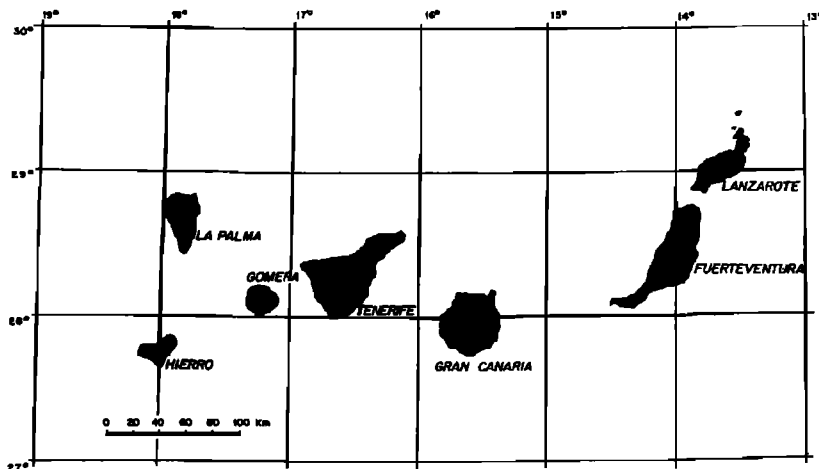 19° 18° 17° 16° 15° 14° 13°
30°
29°
LANZAROTE
LA PALMA
FUERTEVENTURA
GOMERA
TENERIFE
28°
HIERRO
GRAN CANARIA
0 20 40 60 80 100 Km
27°